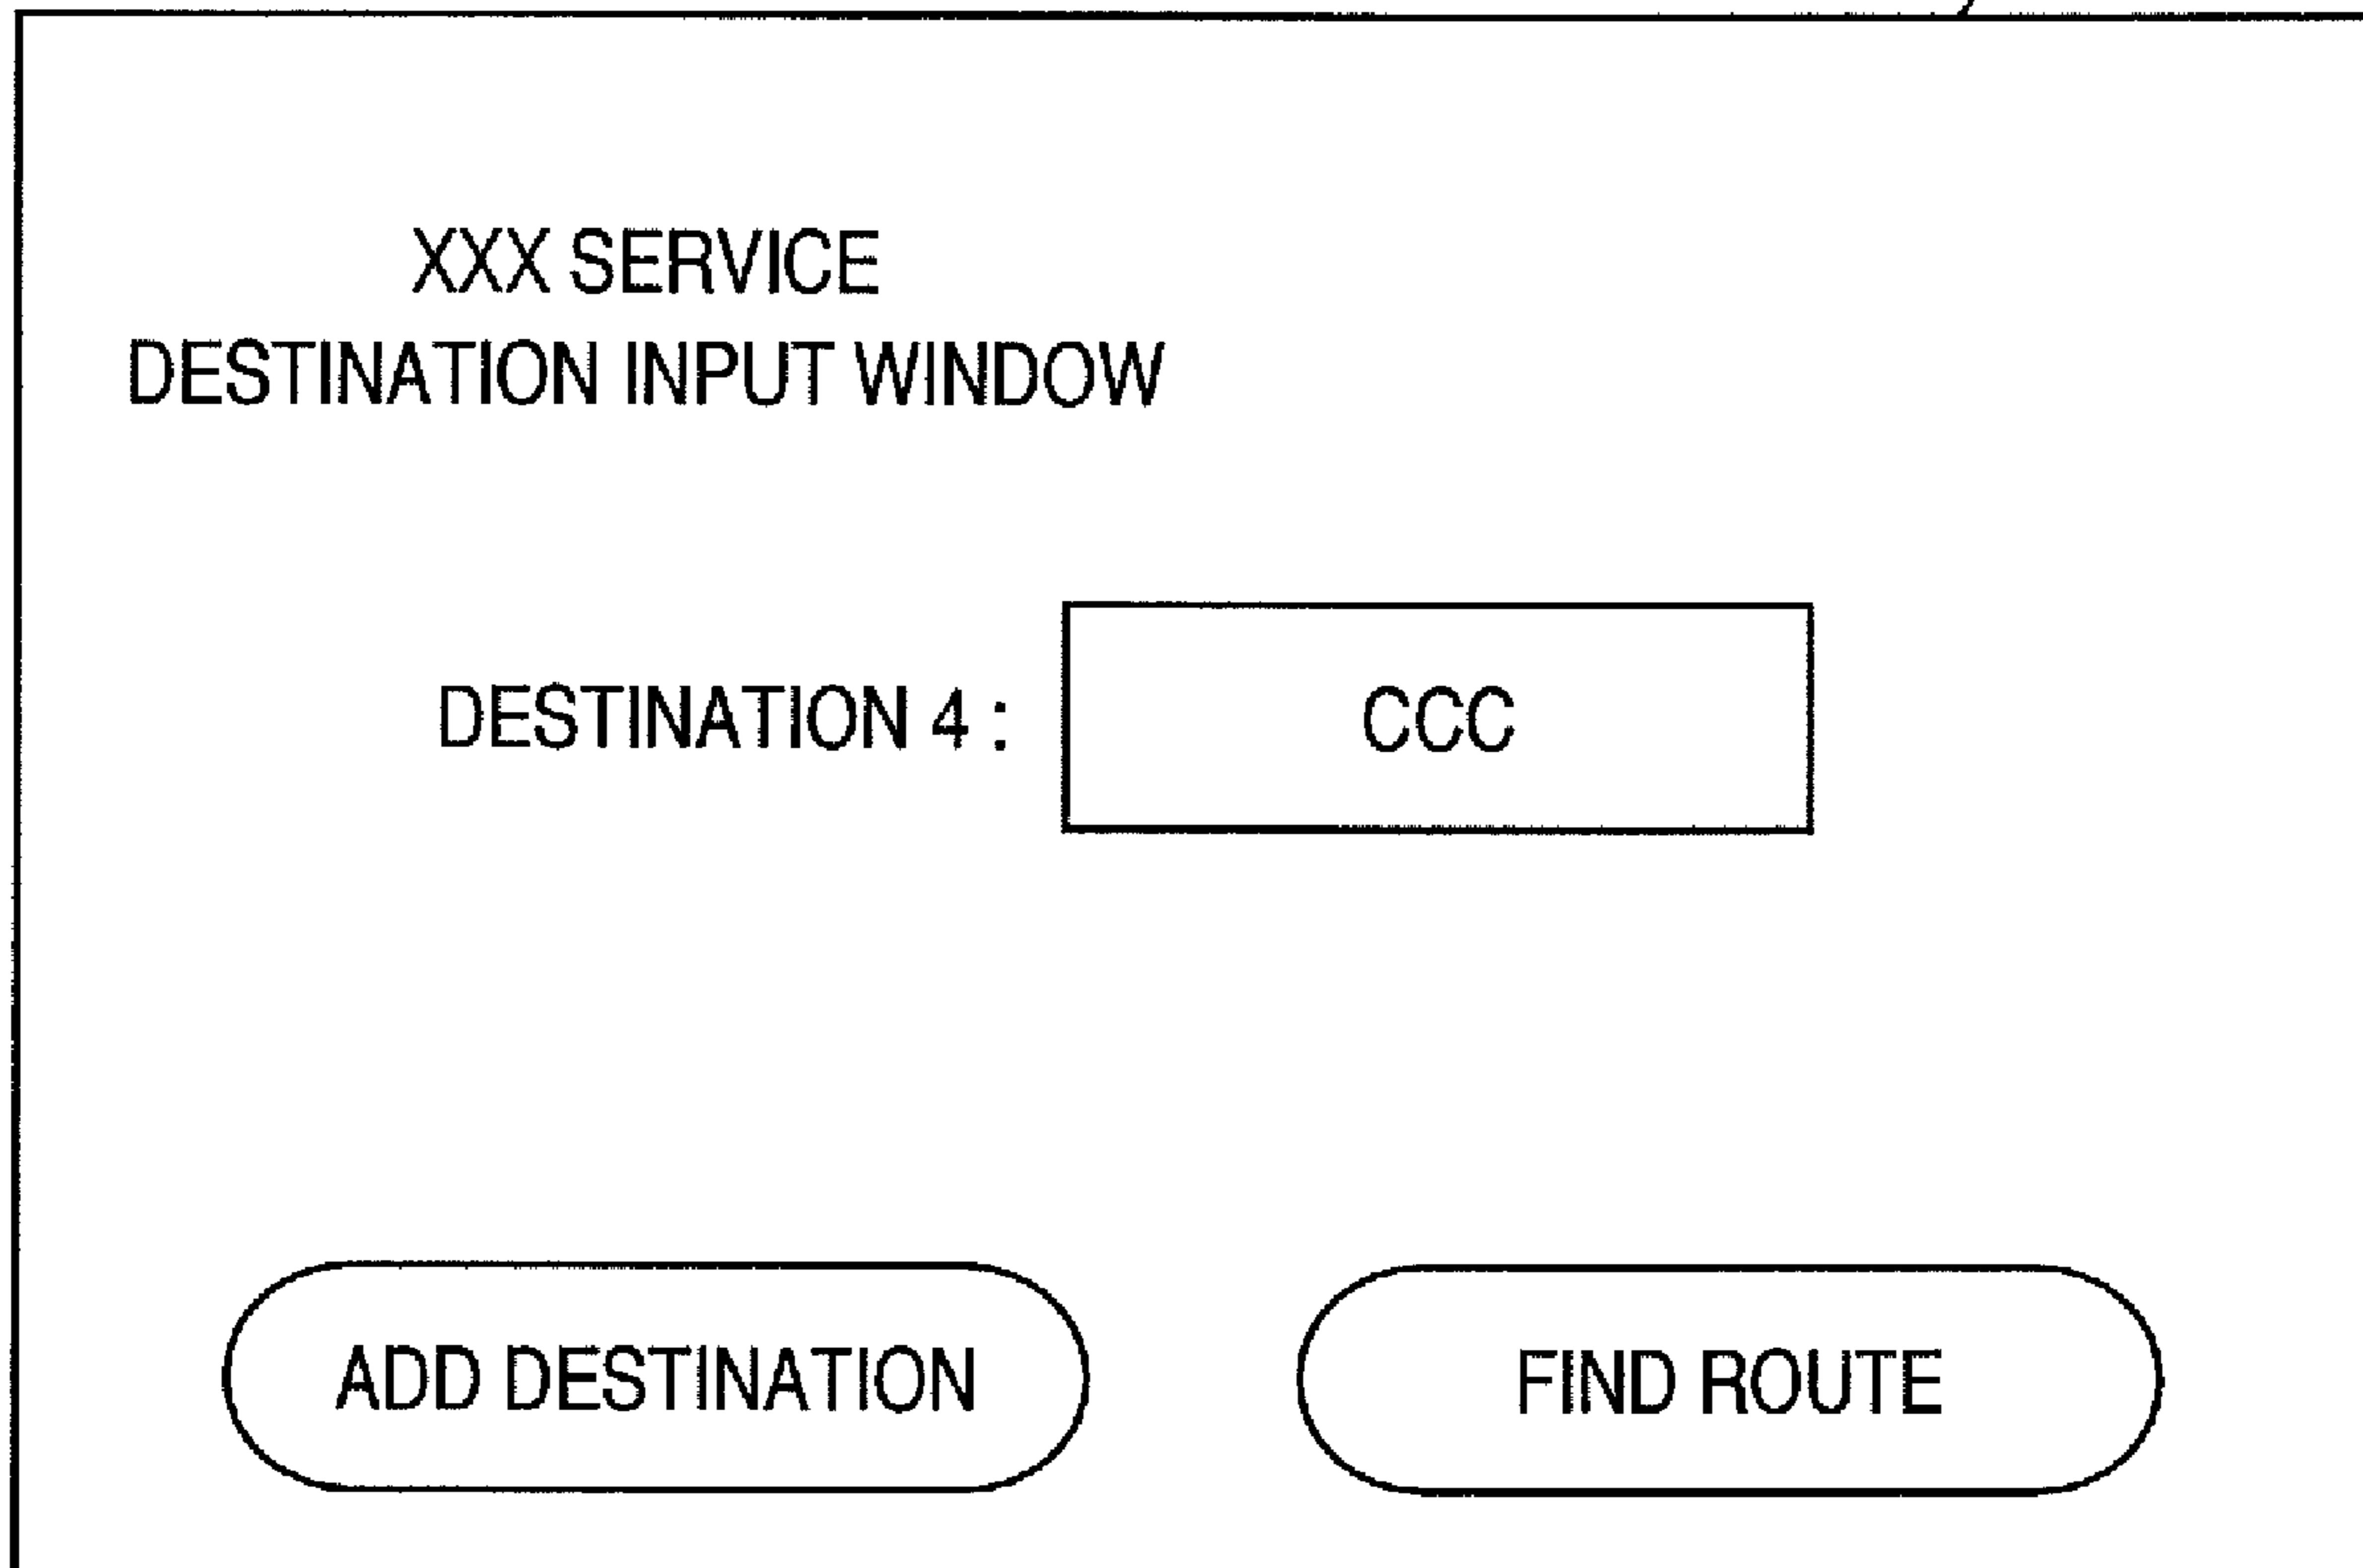 XXX SERVICE
DESTINATION INPUT WINDOW
DESTINATION 4 : CCC
ADD DESTINATION
FIND ROUTE